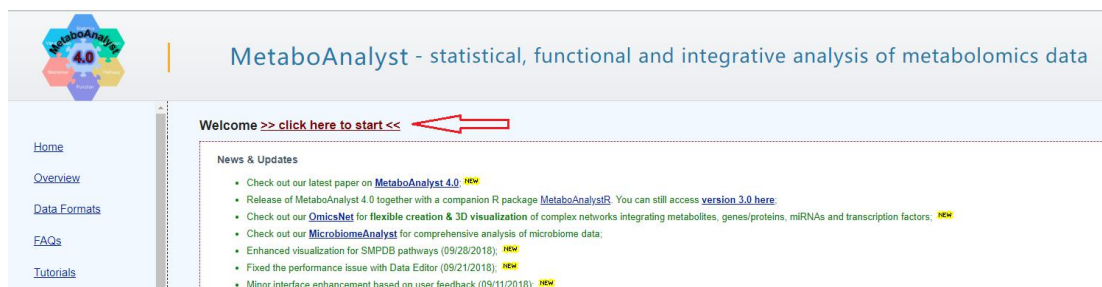 MetaboAnalyst
4.0
MetaboAnalyst - statistical, functional and integrative analysis of metabolomics data
Welcome >> click here to start <<
Home
Overview
Data Formats
FAQs
Tutorials
News & Updates
Check out our latest paper on MetaboAnalyst 4.0; NEW
Release of MetaboAnalyst 4.0 together with a companion R package MetaboAnalystR. You can still access version 3.0 here;
Check out our OmicsNet for flexible creation & 3D visualization of complex networks integrating metabolites, genes/proteins, miRNAs and transcription factors; NEW
Check out our MicrobiomeAnalyst for comprehensive analysis of microbiome data;
Enhanced visualization for SMPDB pathways (09/28/2018); NEW
Fixed the performance issue with Data Editor (09/21/2018); NEW
Minor interface enhancement based on user feedback (09/11/2018); NEW